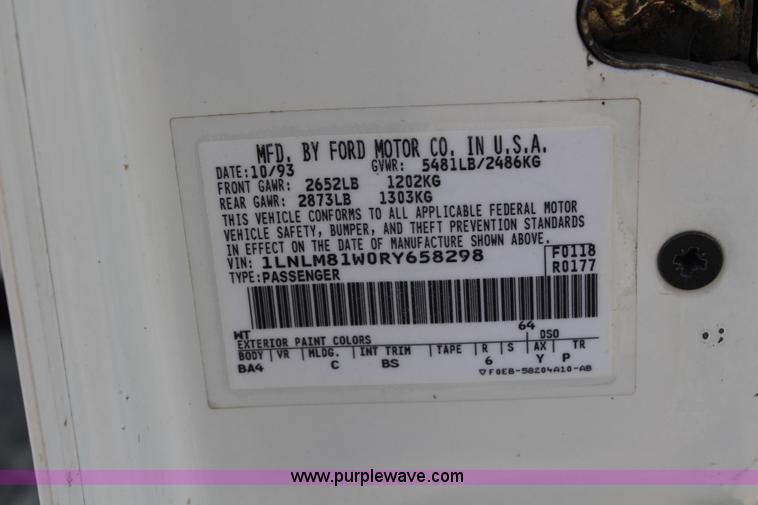 MFD. BY FORD MOTOR CO. IN U.S.A.
DATE: 10/93 GVWR: 5481LB/2486KG
FRONT GAWR: 2652LB 1202KG
REAR GAWR: 2873LB 1303KG
THIS VEHICLE CONFORMS TO ALL APPLICABLE FEDERAL MOTOR
VEHICLE SAFETY, BUMPER, AND THEFT PREVENTION STANDARDS
IN EFFECT ON THE DATE OF MANUFACTURE SHOWN ABOVE.
VIN: 1LNLM81W0RY658298 F0118
TYPE: PASSENGER R0177
WT 64
EXTERIOR PAINT COLORS DSO
BODY VR MLDG. INT TRIM TAPE R S AX TR
BA4 C BS 6 Y P
▽F0EB-58204A10-AB
www.purplewave.com